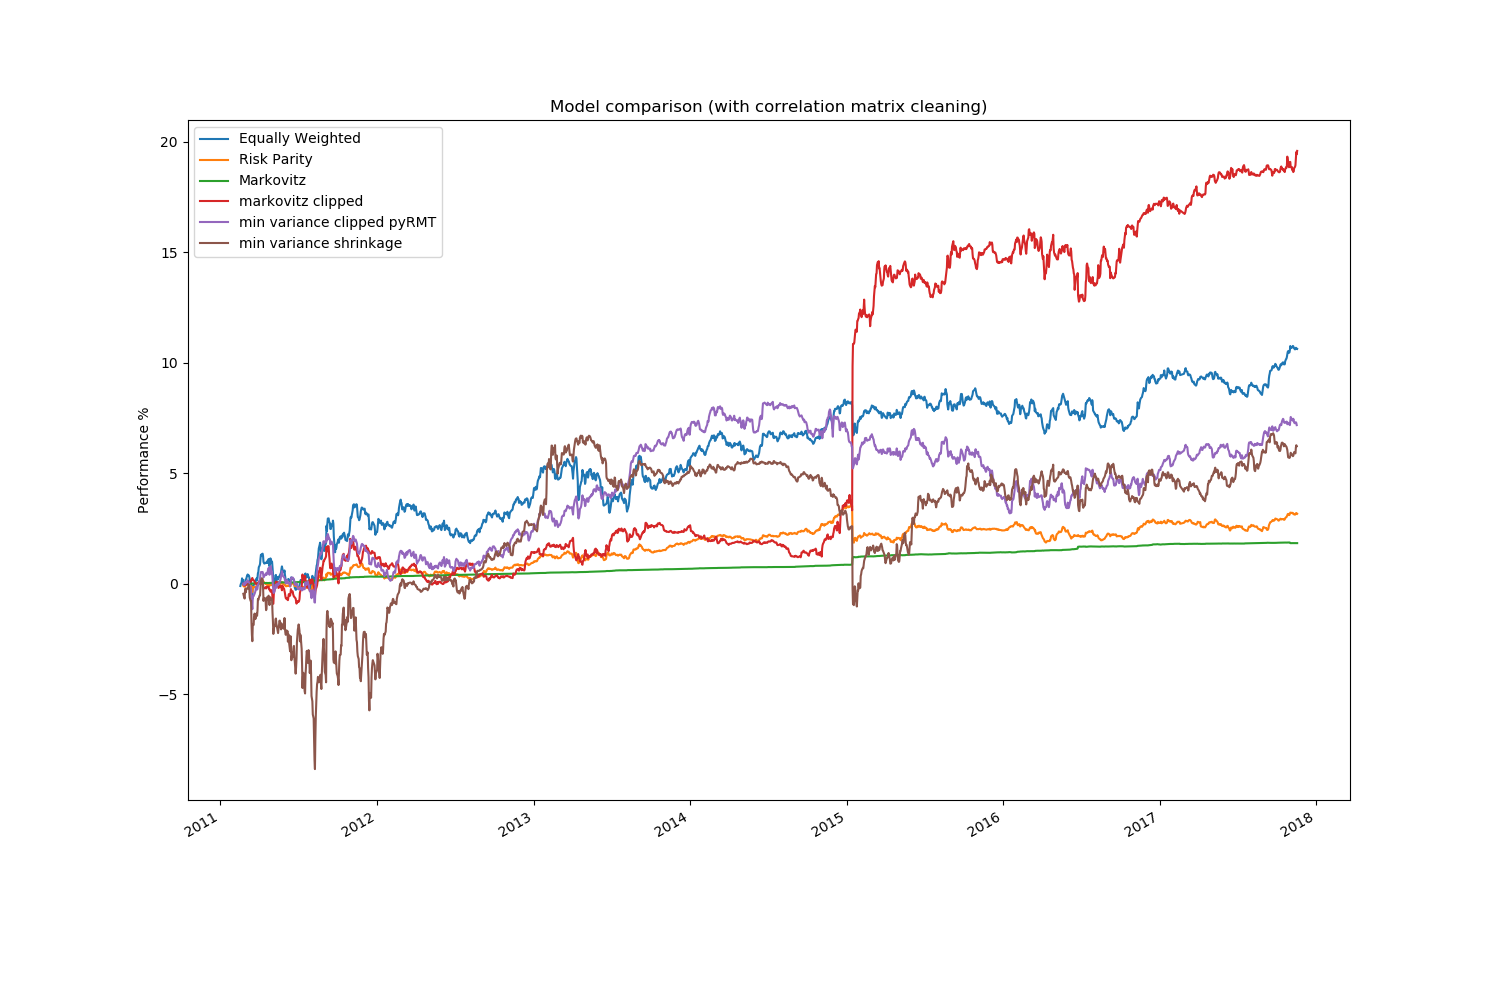 Model comparison (with correlation matrix cleaning)
Equally Weighted
Risk Parity
Markovitz
markovitz clipped
min variance clipped pyRMT
min variance shrinkage
Performance %
20
15
10
5
0
−5
2011
2012
2013
2014
2015
2016
2017
2018